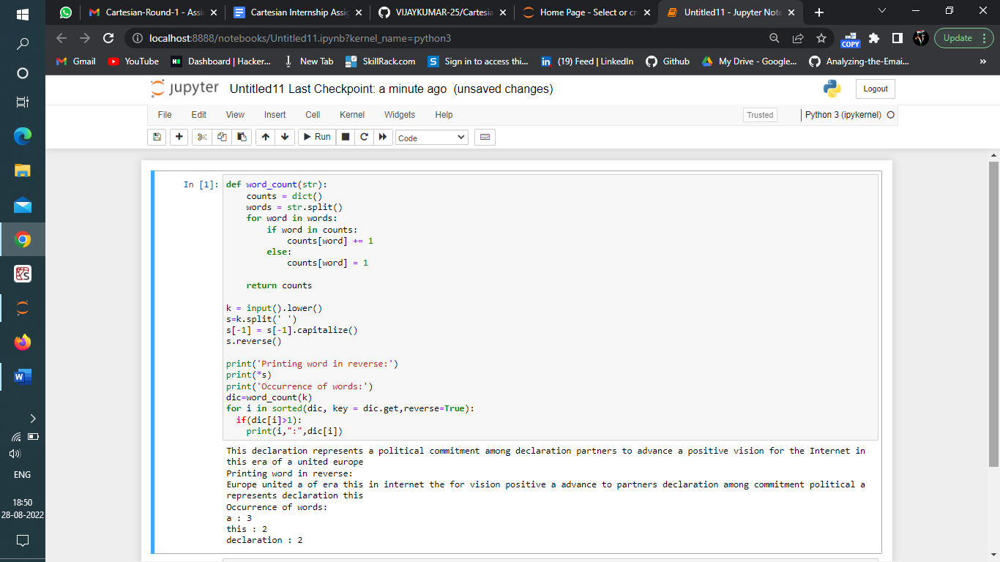 Cartesian-Round-1 - Assi
Cartesian Internship Assig
VIJAYKUMAR-25/Cartesia
Home Page - Select or cr
Untitled11 - Jupyter Note
localhost:8888/notebooks/Untitled11.ipynb?kernel_name=python3
COPY
Update
Gmail
YouTube
Dashboard | Hacker...
New Tab
SkillRack.com
Sign in to access thi...
(19) Feed | LinkedIn
Github
My Drive - Google...
Analyzing-the-Emai...
»
jupyter Untitled11 Last Checkpoint: a minute ago (unsaved changes)
Logout
File Edit View Insert Cell Kernel Widgets Help
Trusted
Python 3 (ipykernel)
Run
Code
In [1]:
def word_count(str):
    counts = dict()
    words = str.split()
    for word in words:
        if word in counts:
            counts[word] += 1
        else:
            counts[word] = 1
    return counts
k = input().lower()
s=k.split(' ')
s[-1] = s[-1].capitalize()
s.reverse()
print('Printing word in reverse:')
print(*s)
print('Occurrence of words:')
dic=word_count(k)
for i in sorted(dic, key = dic.get,reverse=True):
  if(dic[i]>1):
    print(i,":",dic[i])
This declaration represents a political commitment among declaration partners to advance a positive vision for the Internet in
this era of a united europe
Printing word in reverse:
Europe united a of era this in internet the for vision positive a advance to partners declaration among commitment political a
represents declaration this
Occurrence of words:
a : 3
this : 2
declaration : 2
ENG
18:50
28-08-2022